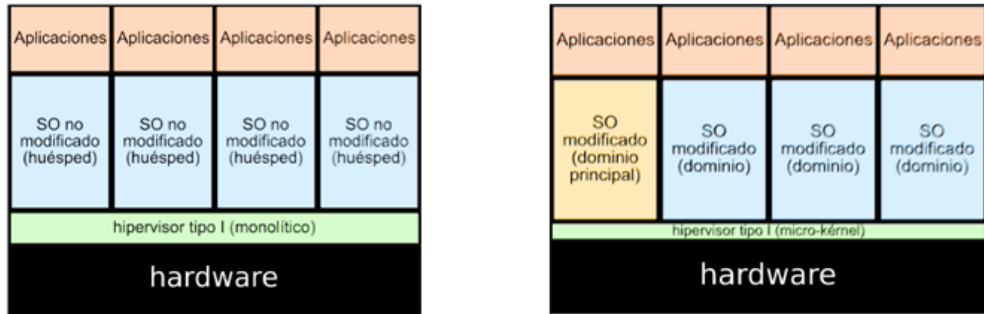 Aplicaciones Aplicaciones Aplicaciones Aplicaciones
SO no SO no SO no SO no
modificado modificado modificado modificado
(huésped) (huésped) (huésped) (huésped)
hipervisor tipo I (monolítico)
hardware
Aplicaciones Aplicaciones Aplicaciones Aplicaciones
SO
modificado
(dominio
principal)
SO
modificado
(dominio)
SO
modificado
(dominio)
SO
modificado
(dominio)
hipervisor tipo I (micro-kérnel)
hardware